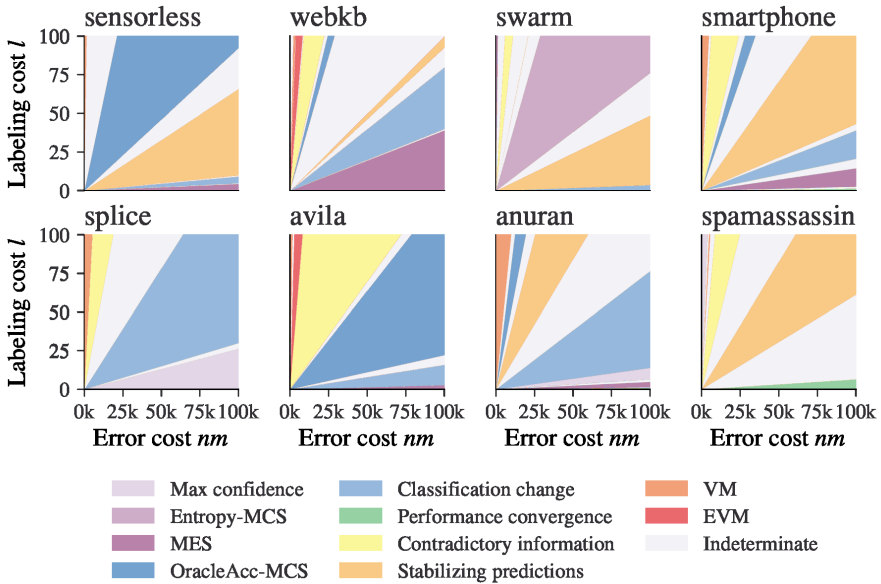 sensorless webkb swarm smartphone
Labeling cost l
100
75
50
25
0
splice avila anuran spamassassin
Labeling cost l
100
75
50
25
0
0k 25k 50k 75k 100k 0k 25k 50k 75k 100k 0k 25k 50k 75k 100k 0k 25k 50k 75k 100k
Error cost nm Error cost nm Error cost nm Error cost nm
Max confidence Classification change VM
Entropy-MCS Performance convergence EVM
MES Contradictory information Indeterminate
OracleAcc-MCS Stabilizing predictions